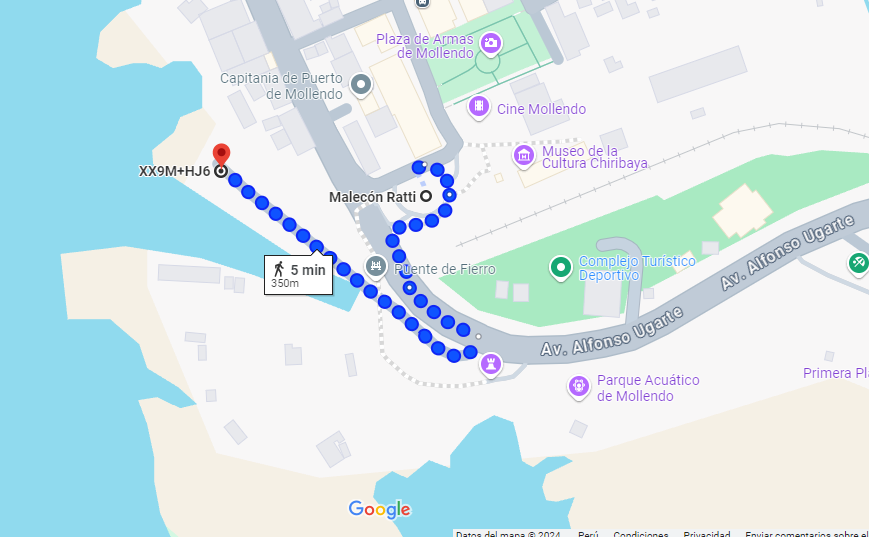 Plaza de Armas
de Mollendo
Capitania de Puerto
de Mollendo
Cine Mollendo
Museo de la
Cultura Chiribaya
XX9M+HJ6
Malecón Ratti
5 min
350m
Puente de Fierro
Complejo Turístico
Deportivo
Av. Alfonso Ugarte
Av. Alfonso Ugarte
Parque Acuático
de Mollendo
Primera Pla
Google
Datos del mapa © 2024 Perú Condiciones Privacidad Enviar comentarios sobre el